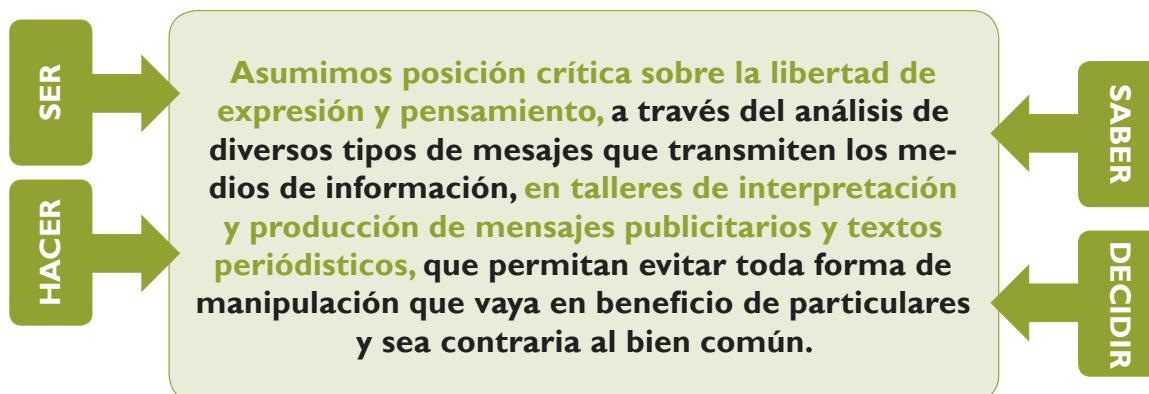 SER
HACER
Asumimos posición crítica sobre la libertad de
expresión y pensamiento, a través del análisis de
diversos tipos de mesajes que transmiten los me-
dios de información, en talleres de interpretación
y producción de mensajes publicitarios y textos
periódisticos, que permitan evitar toda forma de
manipulación que vaya en beneficio de particulares
y sea contraria al bien común.
SABER
DECIDIR